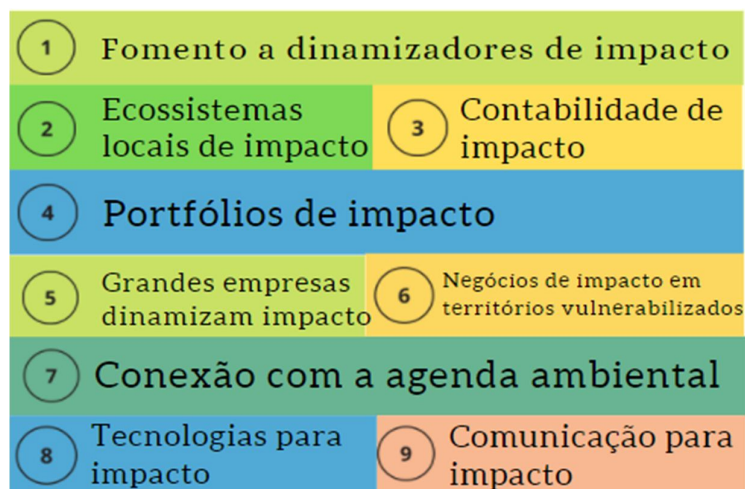 1 Fomento a dinamizadores de impacto
2 Ecossistemas
locais de impacto
3 Contabilidade de
impacto
4 Portfólios de impacto
5 Grandes empresas
dinamizam impacto
6 Negócios de impacto em
territórios vulnerabilizados
7 Conexão com a agenda ambiental
8 Tecnologias para
impacto
9 Comunicação para
impacto